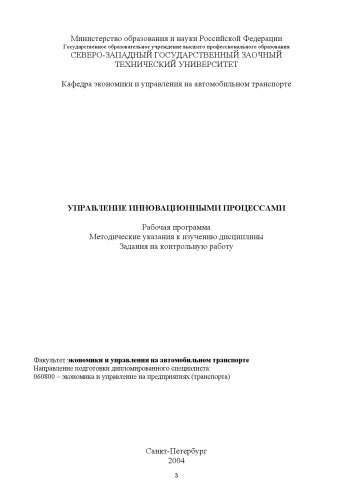 Министерство образования и науки Российской Федерации
Государственное образовательное учреждение высшего профессионального образования
СЕВЕРО-ЗАПАДНЫЙ ГОСУДАРСТВЕННЫЙ ЗАОЧНЫЙ
ТЕХНИЧЕСКИЙ УНИВЕРСИТЕТ
Кафедра экономики и управления на автомобильном транспорте
УПРАВЛЕНИЕ ИННОВАЦИОННЫМИ ПРОЦЕССАМИ
Рабочая программа
Методические указания к изучению дисциплины
Задания на контрольную работу
Факультет экономики и управления на автомобильном транспорте
Направление подготовки дипломированного специалиста:
060800 – экономика и управление на предприятиях (транспорта)
Санкт-Петербург
2004
3